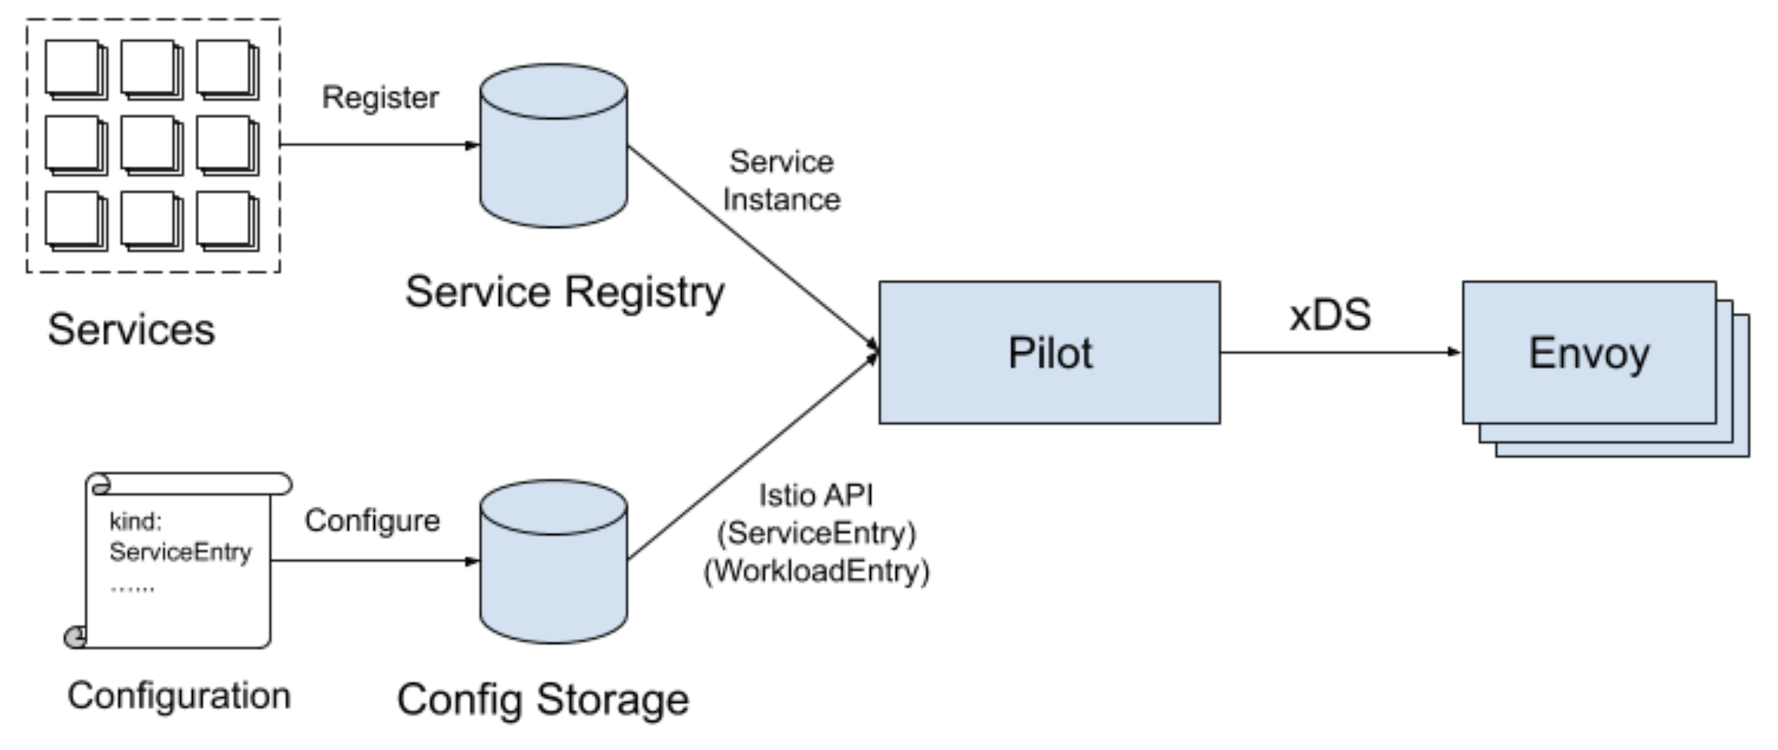 Register
Service
Instance
Service Registry
Services
xDS
Pilot
Envoy
Istio API
(ServiceEntry)
(WorkloadEntry)
kind:
ServiceEntry
……
Configure
Configuration
Config Storage